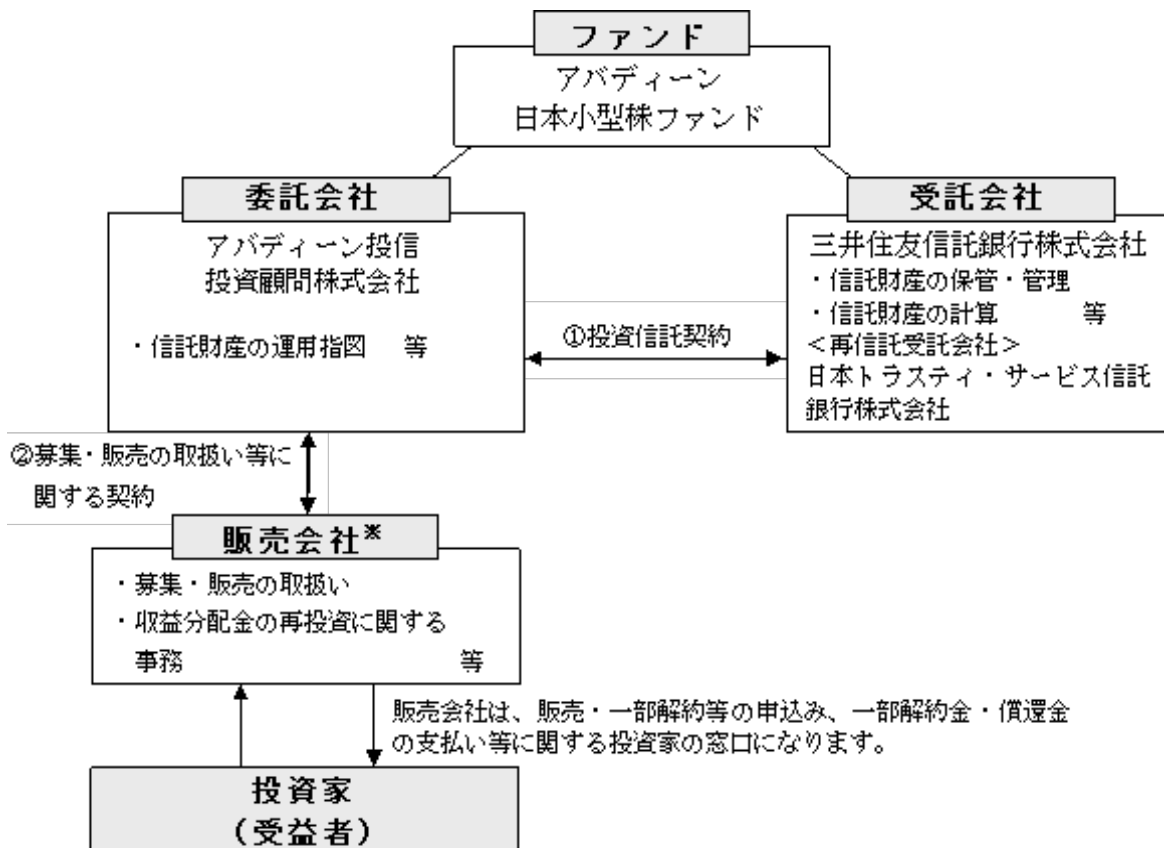 ファンド
アバディーン
日本小型株ファンド
委託会社
アバディーン投信
投資顧問株式会社
・信託財産の運用指図 等
①投資信託契約
受託会社
三井住友信託銀行株式会社
・信託財産の保管・管理
・信託財産の計算 等
<再信託受託会社>
日本トラスティ・サービス信託
銀行株式会社
②募集・販売の取扱い等に
関する契約
販売会社※
・募集・販売の取扱い
・収益分配金の再投資に関する
事務 等
販売会社は、販売・一部解約等の申込み、一部解約金・償還金
の支払い等に関する投資家の窓口になります。
投資家
(受益者)